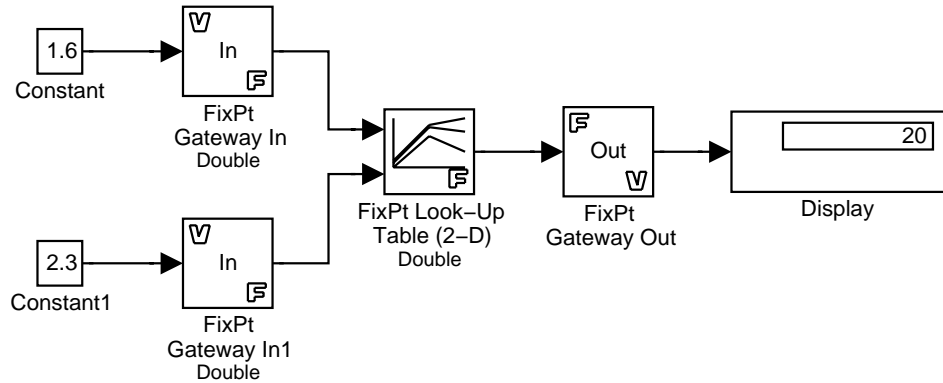 1.6
Constant
V
In
F
FixPt
Gateway In
Double
2.3
Constant1
V
In
F
FixPt
Gateway In1
Double
F
FixPt Look−Up
Table (2−D)
Double
F
Out
V
FixPt
Gateway Out
20
Display